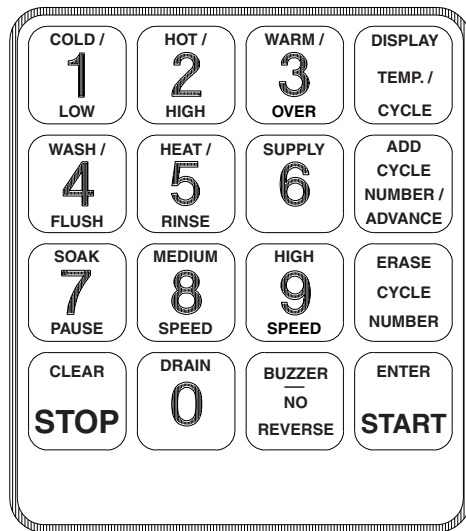 COLD /
1
LOW
HOT /
2
HIGH
WARM /
3
OVER
DISPLAY
TEMP. /
CYCLE
WASH /
4
FLUSH
HEAT /
5
RINSE
SUPPLY
6
ADD
CYCLE
NUMBER /
ADVANCE
SOAK
7
PAUSE
MEDIUM
8
SPEED
HIGH
9
SPEED
ERASE
CYCLE
NUMBER
CLEAR
STOP
DRAIN
0
BUZZER
NO
REVERSE
ENTER
START